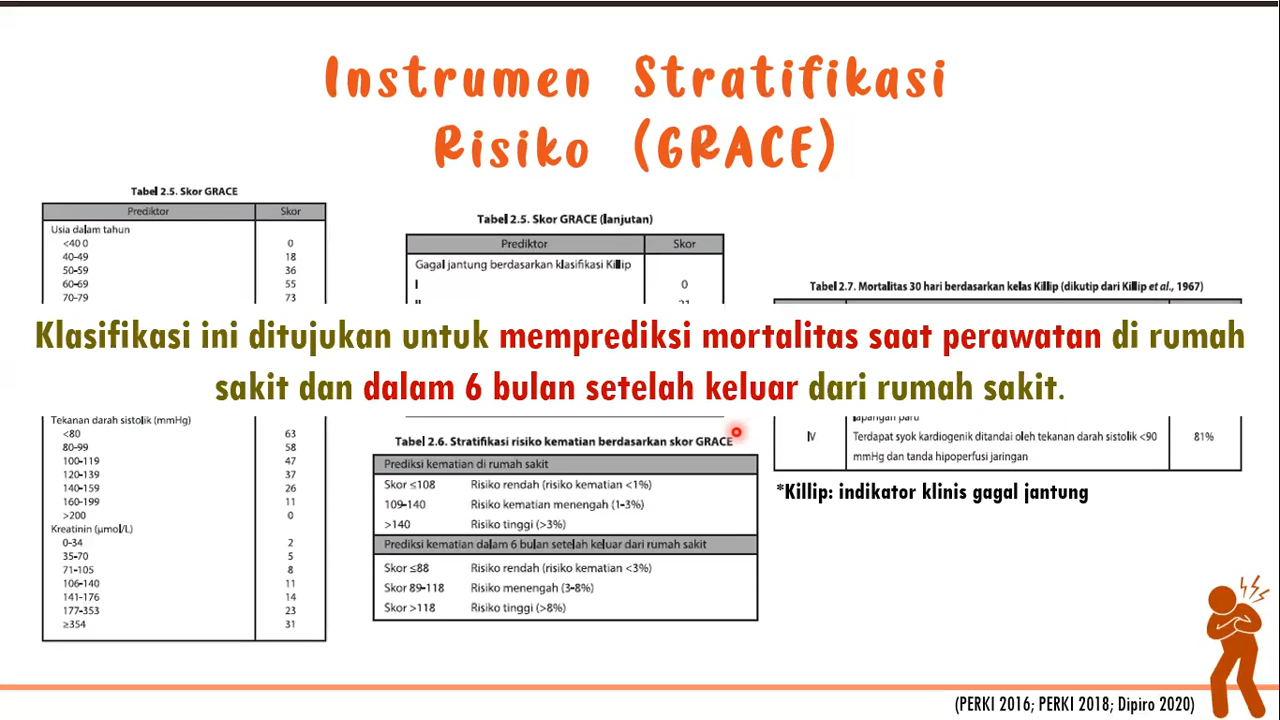 Instrumen Stratifikasi
Risiko (GRACE)
Tabel 2.5. Skor GRACE
Prediktor Skor
Usia dalam tahun
<40 0 0
40-49 18
50-59 36
60-69 55
70-79 73
Tabel 2.5. Skor GRACE (lanjutan)
Prediktor Skor
Gagal jantung berdasarkan klasifikasi Killip
I 0
II 21
Tabel 2.7. Mortalitas 30 hari berdasarkan kelas Killip (dikutip dari Killip et al., 1967)
Klasifikasi ini ditujukan untuk memprediksi mortalitas saat perawatan di rumah
sakit dan dalam 6 bulan setelah keluar dari rumah sakit.
Tekanan darah sistolik (mmHg)
<80 63
80-99 58
100-119 47
120-139 37
140-159 26
160-199 11
>200 0
Kreatinin (µmol/L)
0-34 2
35-70 5
71-105 8
106-140 11
141-176 14
177-353 23
≥354 31
Tabel 2.6. Stratifikasi risiko kematian berdasarkan skor GRACE
Prediksi kematian di rumah sakit
Skor ≤108 Risiko rendah (risiko kematian <1%)
109-140 Risiko kematian menengah (1-3%)
>140 Risiko tinggi (>3%)
Prediksi kematian dalam 6 bulan setelah keluar dari rumah sakit
Skor ≤88 Risiko rendah (risiko kematian <3%)
Skor 89-118 Risiko menengah (3-8%)
Skor >118 Risiko tinggi (>8%)
lapangan paru
IV Terdapat syok kardiogenik ditandai oleh tekanan darah sistolik <90 81%
mmHg dan tanda hipoperfusi jaringan
*Killip: indikator klinis gagal jantung
(PERKI 2016; PERKI 2018; Dipiro 2020)